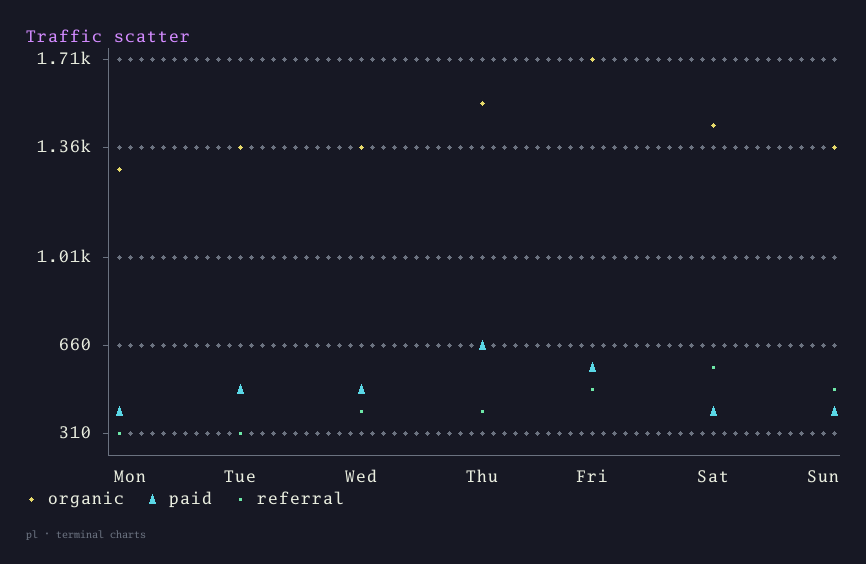 Traffic scatter
1.71k
1.36k
1.01k
660
310
Mon Tue Wed Thu Fri Sat Sun
organic paid referral
pl · terminal charts